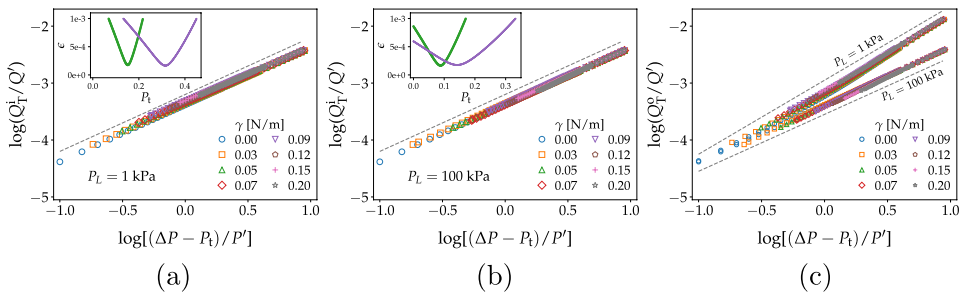 log(Q_T^i/Q′)
−2
−3
−4
−5
1e-3
5e-4
0e+0
ϵ
0.0
0.2
0.4
P_t
γ [N/m]
0.00 0.09
0.03 0.12
0.05 0.15
0.07 0.20
P_L = 1 kPa
−1.0 −0.5 0.0 0.5 1.0
log[(ΔP − P_t)/P′]
(a)
log(Q_T^i/Q′)
−2
−3
−4
−5
1e-3
5e-4
0e+0
ϵ
0.0
0.2
0.3
P_t
γ [N/m]
0.00 0.09
0.03 0.12
0.05 0.15
0.07 0.20
P_L = 100 kPa
−1.0 −0.5 0.0 0.5 1.0
log[(ΔP − P_t)/P′]
(b)
log(Q_T^o/Q′)
−2
−3
−4
−5
P_L = 1 kPa
P_L = 100 kPa
γ [N/m]
0.00 0.09
0.03 0.12
0.05 0.15
0.07 0.20
−1.0 −0.5 0.0 0.5 1.0
log[(ΔP − P_t)/P′]
(c)